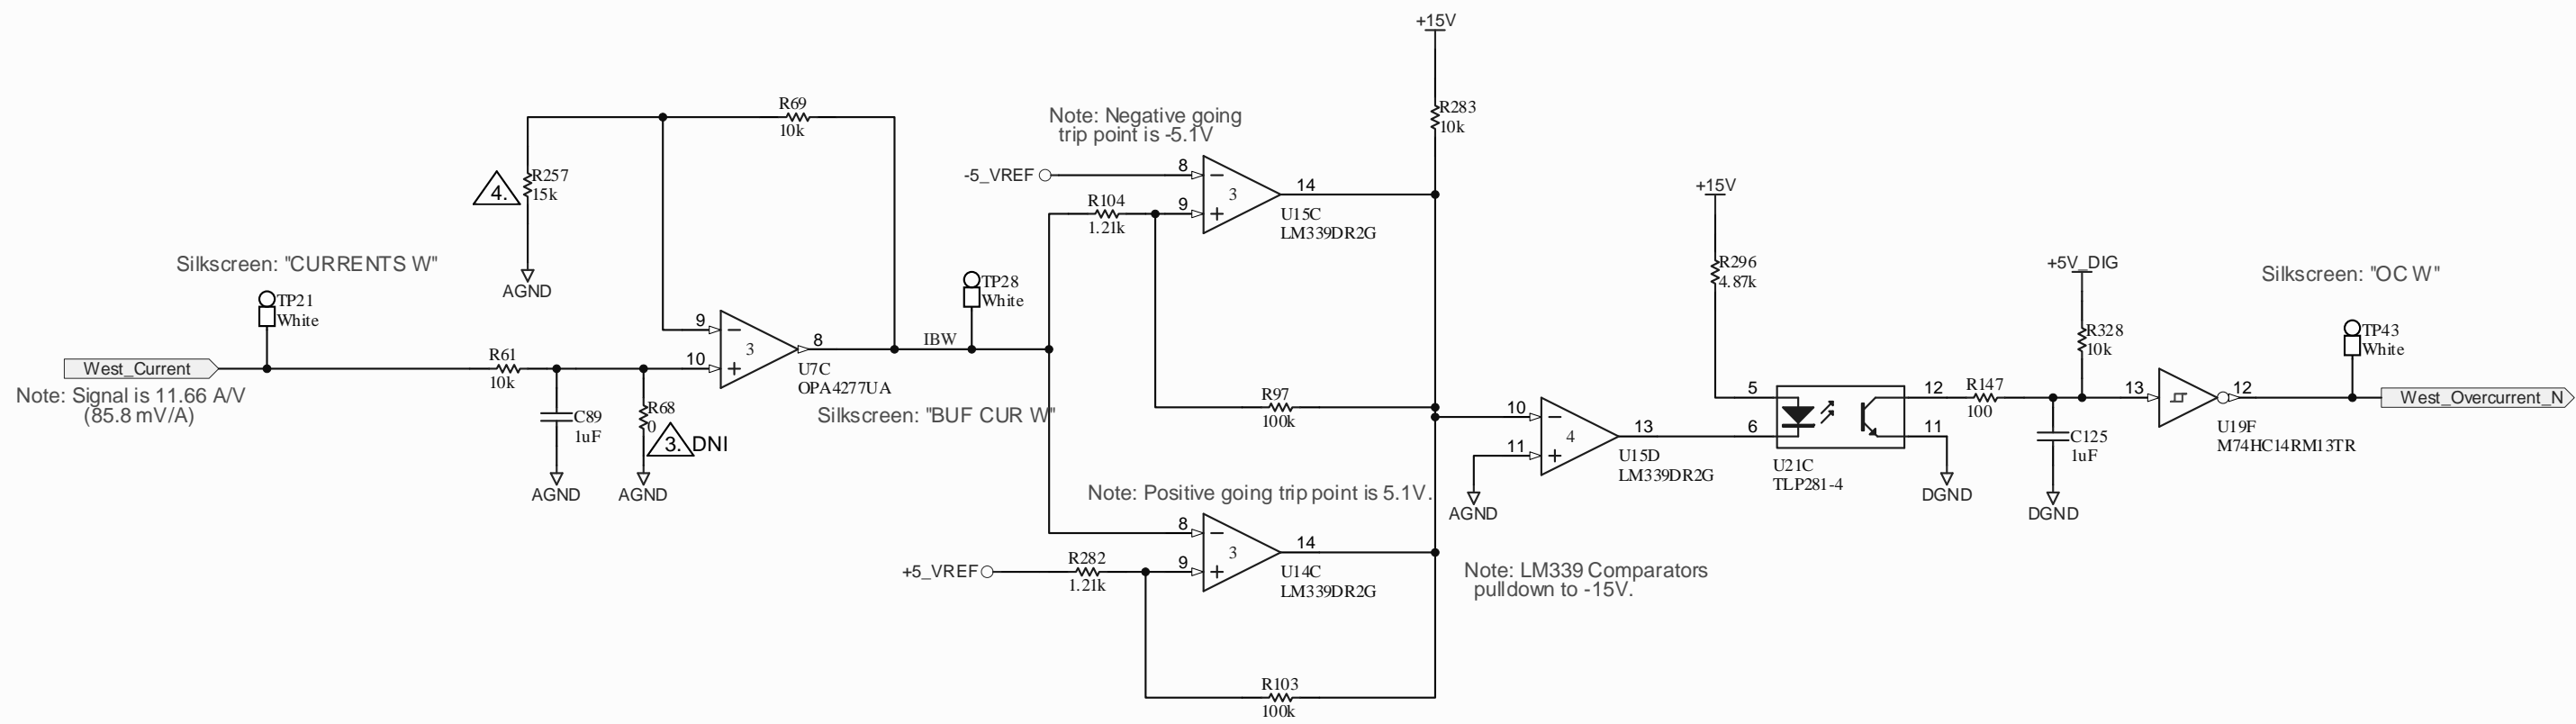 +15V
R69
10k
Note: Negative going
trip point is -5.1V
R283
10k
-5_VREF
8
9
3
14
U15C
LM339DR2G
R104
1.21k
4.
R257
15k
AGND
+15V
R296
4.87k
Silkscreen: "CURRENTS W"
TP21
White
TP28
White
+5V_DIG
R328
10k
Silkscreen: "OC W"
TP43
White
West_Current
Note: Signal is 11.66 A/V
(85.8 mV/A)
R61
10k
C89
1uF
AGND
R68
0
3.
DNI
AGND
9
10
3
8
U7C
OPA4277UA
IBW
Silkscreen: "BUF CUR W"
R97
100k
10
11
4
13
U15D
LM339DR2G
AGND
5
6
12
11
U21C
TLP281-4
DGND
R147
100
C125
1uF
DGND
13
12
U19F
M74HC14RM13TR
West_Overcurrent_N
Note: Positive going trip point is 5.1V.
8
9
3
14
U14C
LM339DR2G
+5_VREF
R282
1.21k
Note: LM339 Comparators
pulldown to -15V.
R103
100k